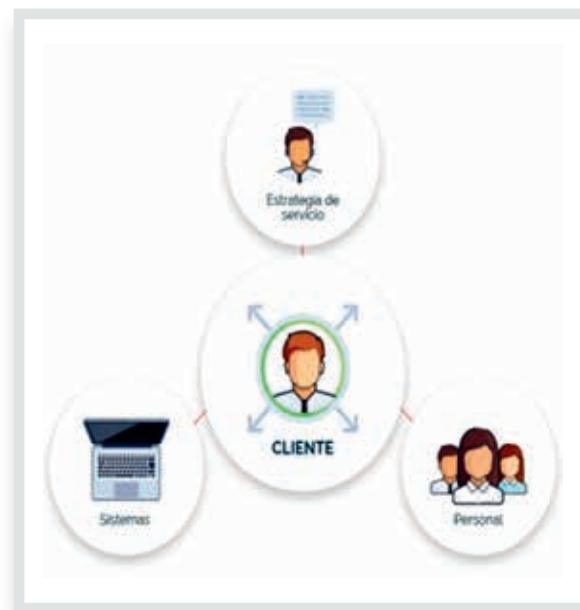 Estrategia de
servicio
CLIENTE
Sistemas
Personal